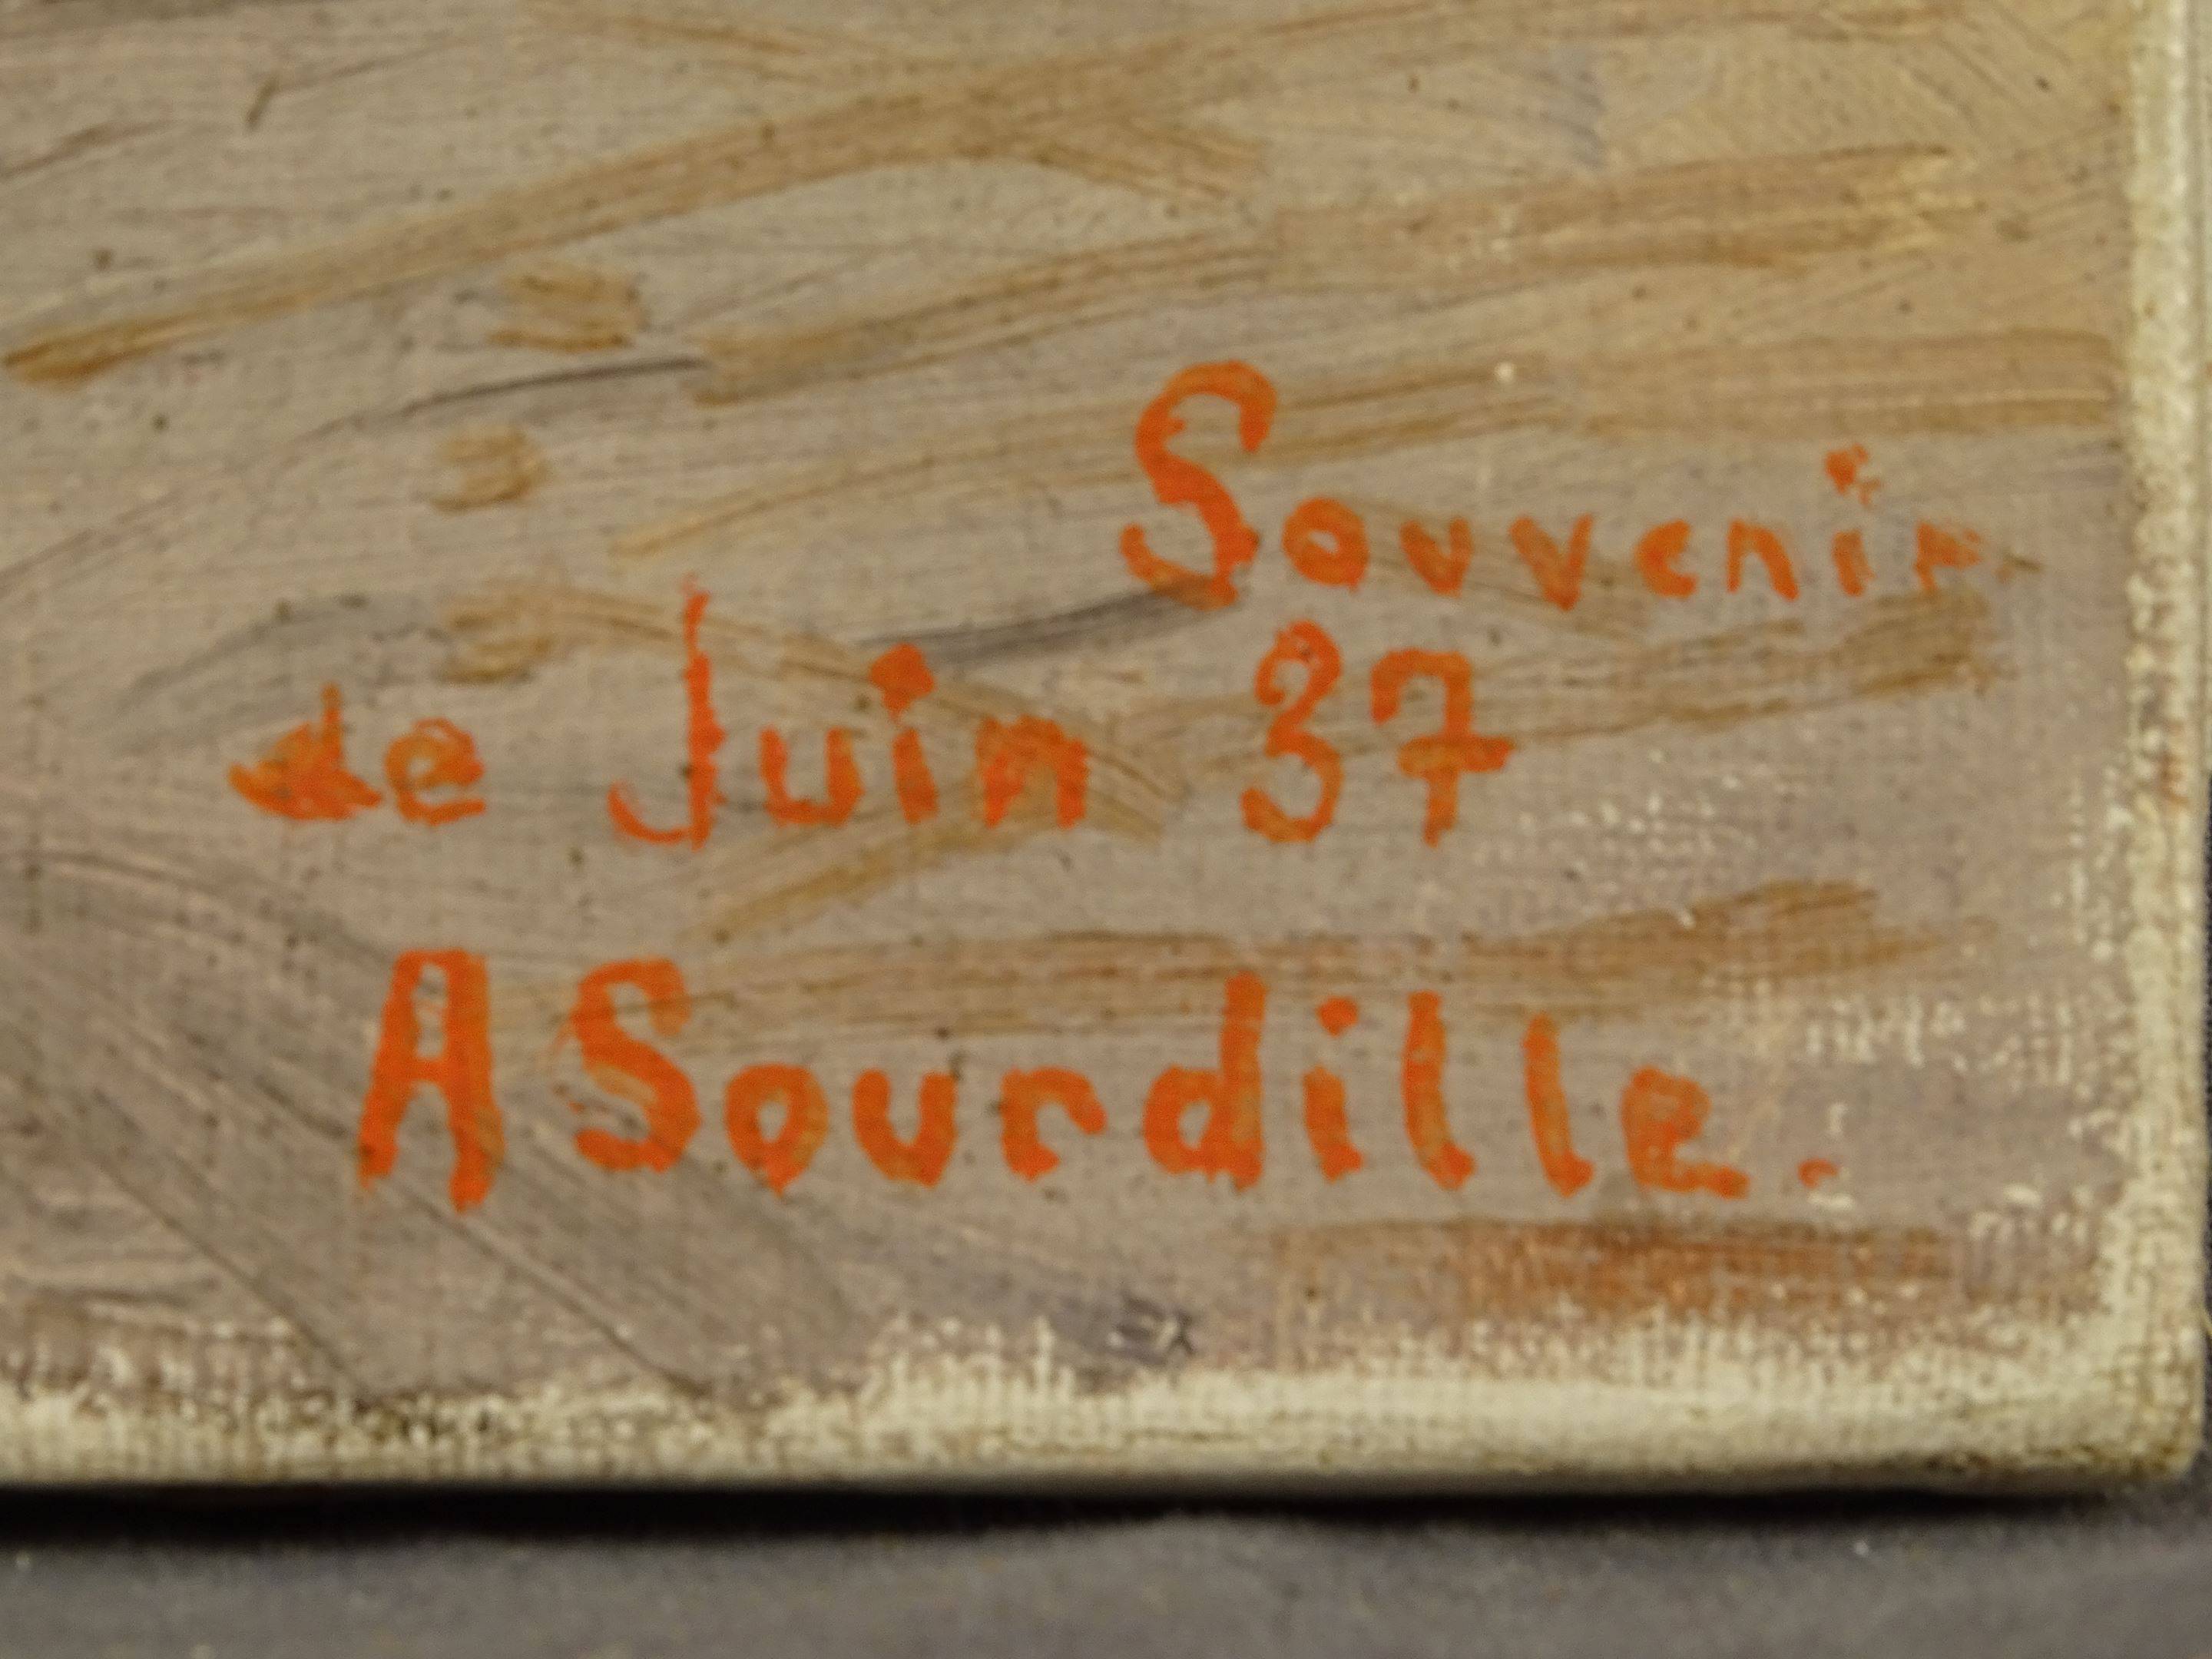 Souvenir
de Juin 37
A Sourdille.